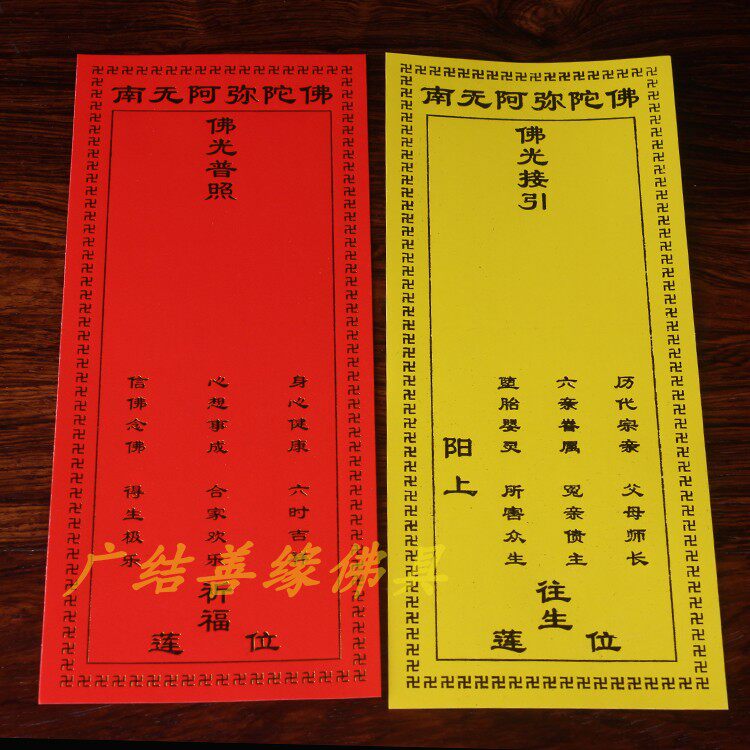 南无阿弥陀佛
佛光普照
身心健康 六时吉
心想事成 合家欢乐
信佛念佛 得生极乐
祈福
莲位
南无阿弥陀佛
佛光接引
历代宗亲 父母师长
六亲眷属 冤亲债主
堕胎婴灵 所害众生
阳上
往生
莲位
广结善缘佛具